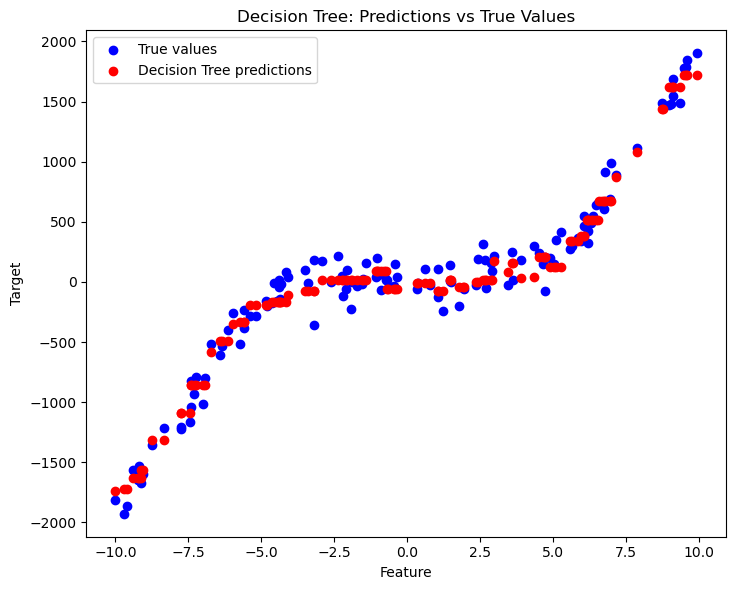 Decision Tree: Predictions vs True Values
True values
Decision Tree predictions
2000
1500
1000
500
0
−500
−1000
−1500
−2000
Target
−10.0 −7.5 −5.0 −2.5 0.0 2.5 5.0 7.5 10.0
Feature